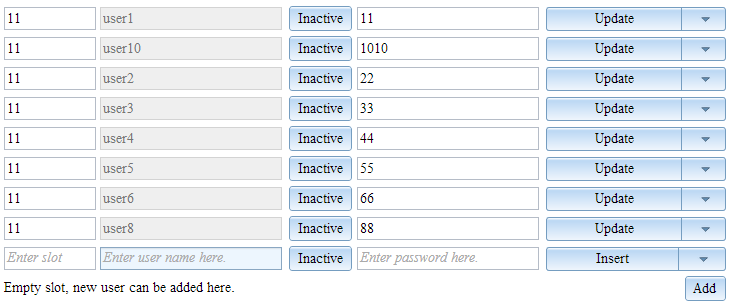 11 user1 Inactive 11 Update
11 user10 Inactive 1010 Update
11 user2 Inactive 22 Update
11 user3 Inactive 33 Update
11 user4 Inactive 44 Update
11 user5 Inactive 55 Update
11 user6 Inactive 66 Update
11 user8 Inactive 88 Update
Enter slot Enter user name here. Inactive Enter password here. Insert
Empty slot, new user can be added here. Add